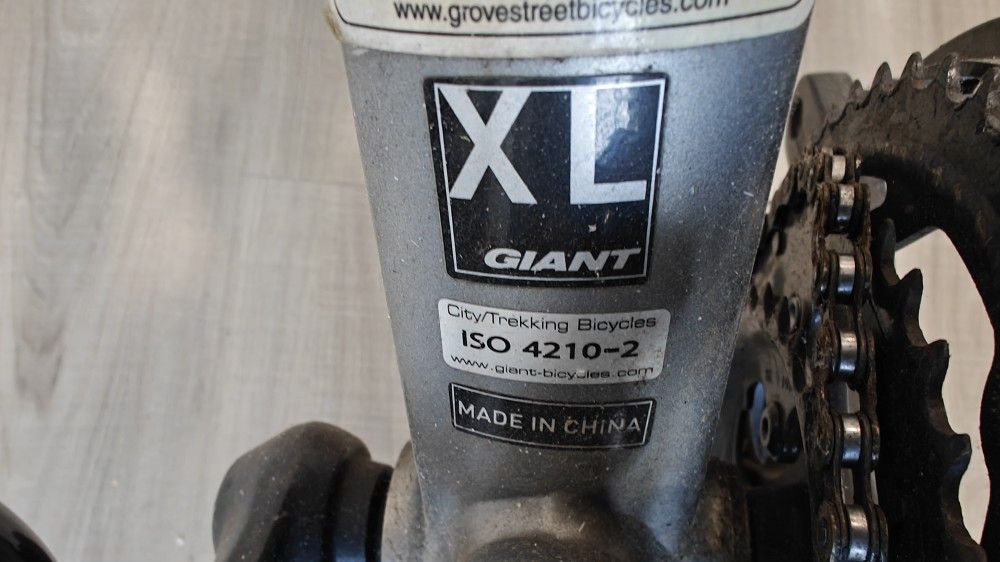 www.grovestreetbicycles.com
XL
GIANT
City/Trekking Bicycles
ISO 4210-2
www.giant-bicycles.com
MADE IN CHINA